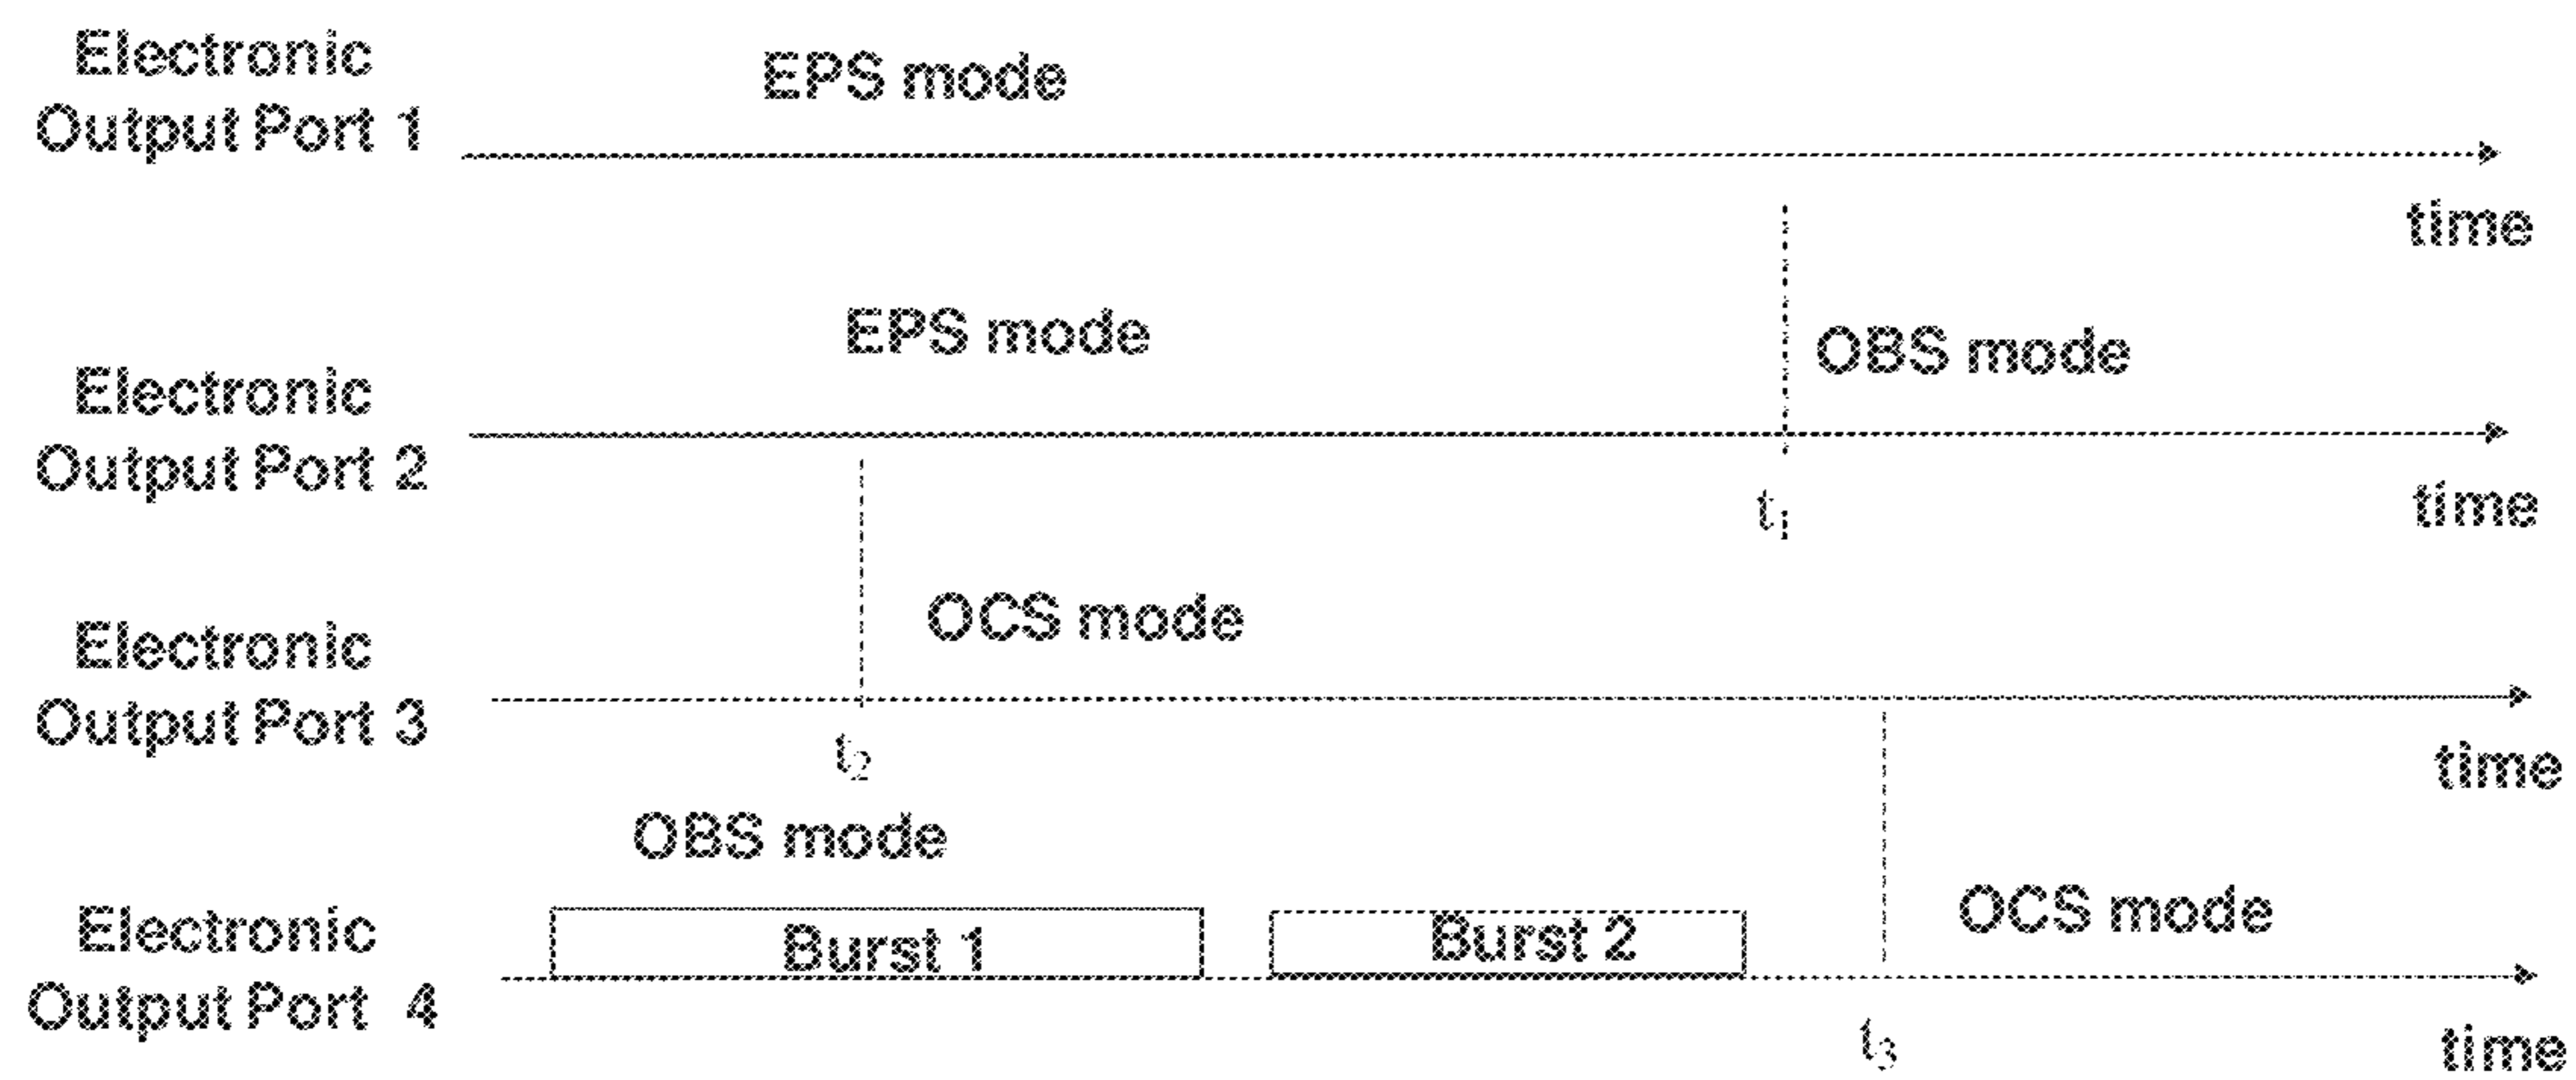 Electronic
Output Port 1
EPS mode
time
Electronic
Output Port 2
EPS mode
OBS mode
t1
time
Electronic
Output Port 3
OCS mode
t2
time
Electronic
Output Port 4
OBS mode
Burst 1
Burst 2
OCS mode
t3
time